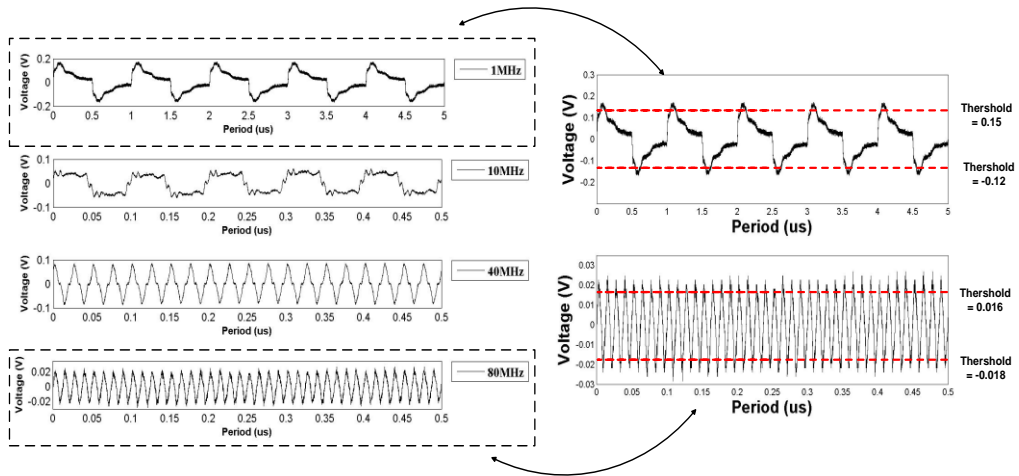 0.2
1MHz
Voltage (V)
0
-0.2
0 0.5 1 1.5 2 2.5 3 3.5 4 4.5 5
Period (us)
0.1
10MHz
Voltage (V)
0
-0.1
0 0.05 0.1 0.15 0.2 0.25 0.3 0.35 0.4 0.45 0.5
Period (us)
0.1
40MHz
Voltage (V)
0
-0.1
0 0.05 0.1 0.15 0.2 0.25 0.3 0.35 0.4 0.45 0.5
Period (us)
0.02
80MHz
Voltage (V)
0
-0.02
0 0.05 0.1 0.15 0.2 0.25 0.3 0.35 0.4 0.45 0.5
Period (us)
0.3
0.2
0.1
0
-0.1
-0.2
Voltage (V)
0 0.5 1 1.5 2 2.5 3 3.5 4 4.5 5
Period (us)
Thershold
= 0.15
Thershold
= -0.12
0.03
0.02
0.01
0
-0.01
-0.02
-0.03
Voltage (V)
0 0.05 0.1 0.15 0.2 0.25 0.3 0.35 0.4 0.45 0.5
Period (us)
Thershold
= 0.016
Thershold
= -0.018